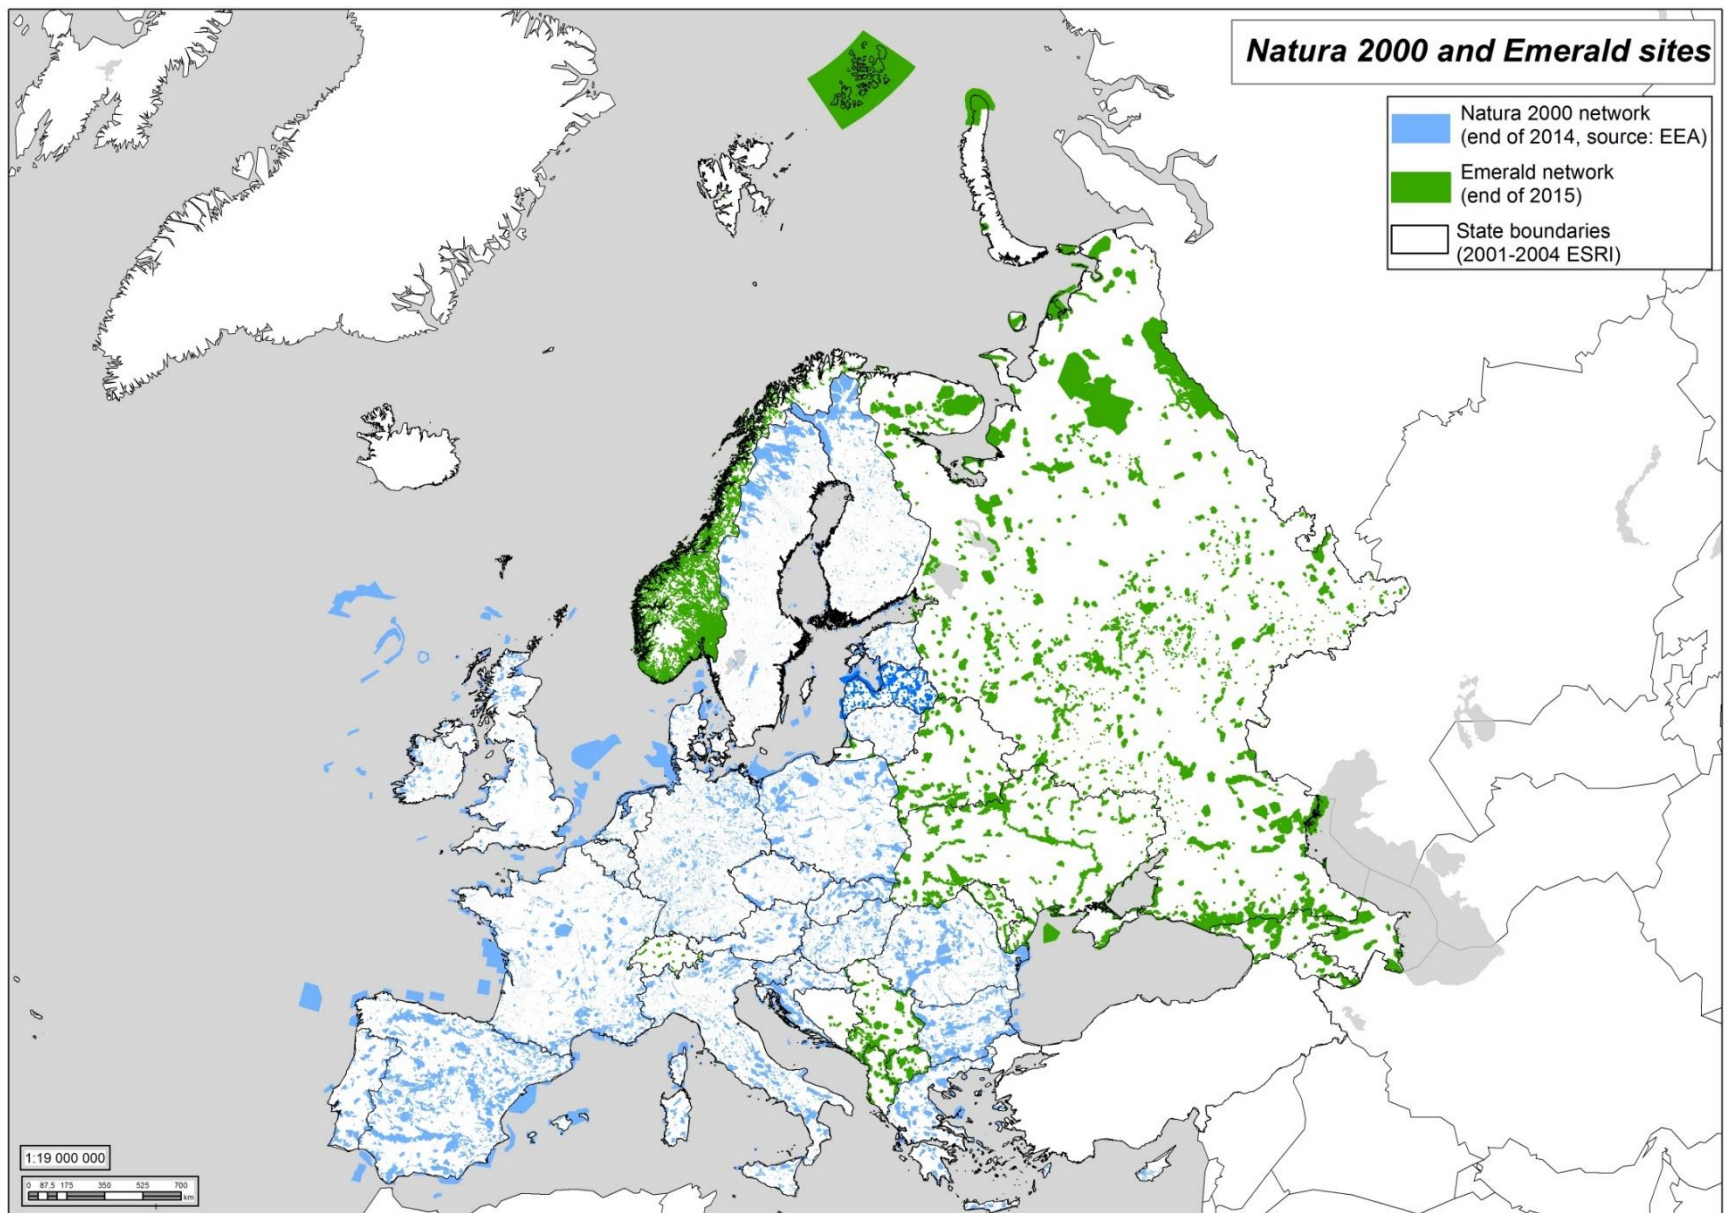 Natura 2000 and Emerald sites
Natura 2000 network
(end of 2014, source: EEA)
Emerald network
(end of 2015)
State boundaries
(2001-2004 ESRI)
1:19 000 000
0 87,5 175 350 525 700
km